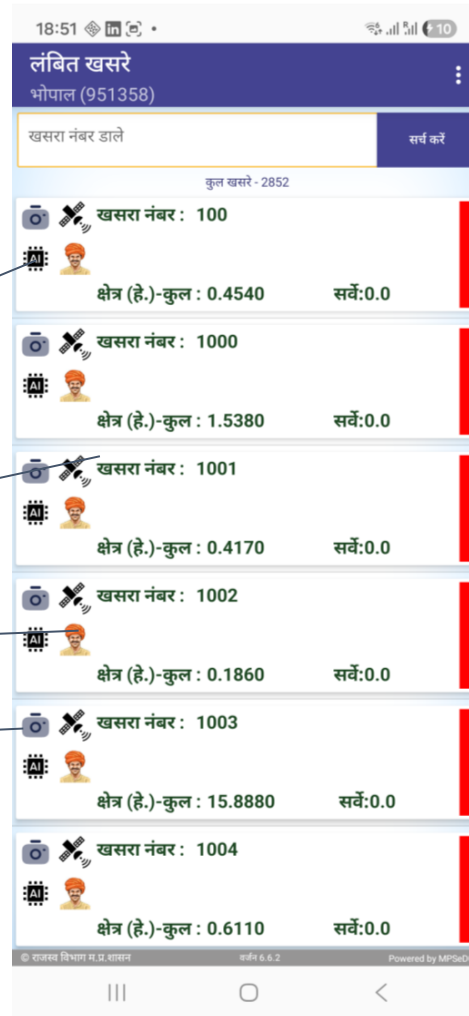 18:51
10
लंबित खसरे
भोपाल (951358)
खसरा नंबर डाले
सर्च करें
कुल खसरे - 2852
खसरा नंबर : 100
AI
क्षेत्र (हे.)-कुल : 0.4540 सर्वे:0.0
खसरा नंबर : 1000
AI
क्षेत्र (हे.)-कुल : 1.5380 सर्वे:0.0
खसरा नंबर : 1001
AI
क्षेत्र (हे.)-कुल : 0.4170 सर्वे:0.0
खसरा नंबर : 1002
AI
क्षेत्र (हे.)-कुल : 0.1860 सर्वे:0.0
खसरा नंबर : 1003
AI
क्षेत्र (हे.)-कुल : 15.8880 सर्वे:0.0
खसरा नंबर : 1004
AI
क्षेत्र (हे.)-कुल : 0.6110 सर्वे:0.0
© राजस्व विभाग म.प्र.शासन वर्जन 6.6.2 Powered by MPSeD